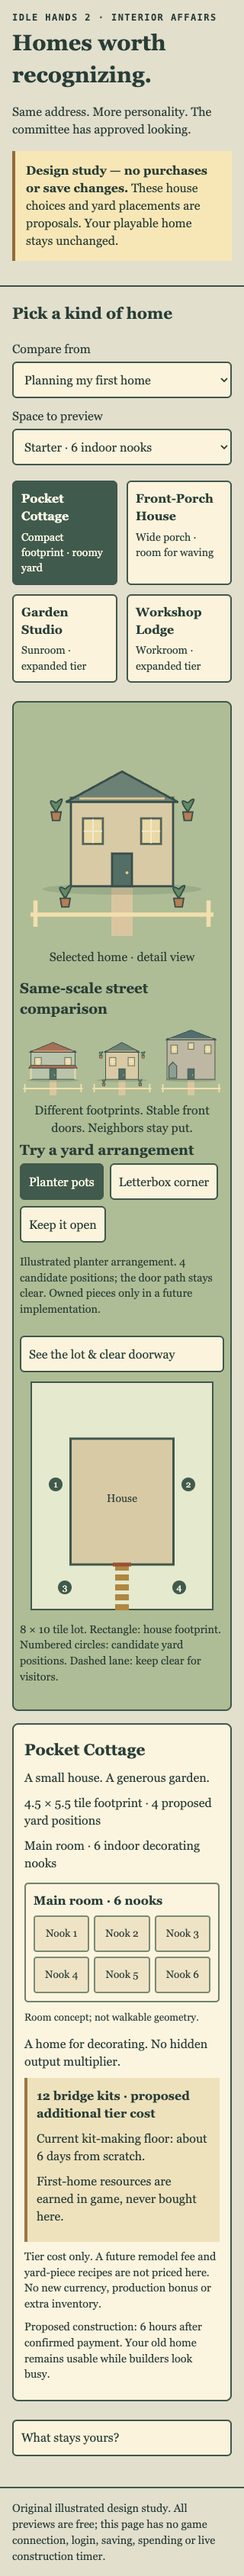 IDLE HANDS 2 · INTERIOR AFFAIRS
Homes worth
recognizing.
Same address. More personality. The
committee has approved looking.
Design study — no purchases
or save changes. These house
choices and yard placements are
proposals. Your playable home
stays unchanged.
Pick a kind of home
Compare from
Planning my first home
Space to preview
Starter · 6 indoor nooks
Pocket
Cottage
Compact
footprint · roomy
yard
Front-Porch
House
Wide porch ·
room for waving
Garden
Studio
Sunroom ·
expanded tier
Workshop
Lodge
Workroom ·
expanded tier
Selected home · detail view
Same-scale street
comparison
Different footprints. Stable front
doors. Neighbors stay put.
Try a yard arrangement
Planter pots
Letterbox corner
Keep it open
Illustrated planter arrangement. 4
candidate positions; the door path stays
clear. Owned pieces only in a future
implementation.
See the lot & clear doorway
1
2
House
3
4
8 × 10 tile lot. Rectangle: house footprint.
Numbered circles: candidate yard
positions. Dashed lane: keep clear for
visitors.
Pocket Cottage
A small house. A generous garden.
4.5 × 5.5 tile footprint · 4 proposed
yard positions
Main room · 6 indoor decorating
nooks
Main room · 6 nooks
Nook 1
Nook 2
Nook 3
Nook 4
Nook 5
Nook 6
Room concept; not walkable geometry.
A home for decorating. No hidden
output multiplier.
12 bridge kits · proposed
additional tier cost
Current kit-making floor: about
6 days from scratch.
First-home resources are
earned in game, never bought
here.
Tier cost only. A future remodel fee and
yard-piece recipes are not priced here.
No new currency, production bonus or
extra inventory.
Proposed construction: 6 hours after
confirmed payment. Your old home
remains usable while builders look
busy.
What stays yours?
Original illustrated design study. All
previews are free; this page has no game
connection, login, saving, spending or live
construction timer.